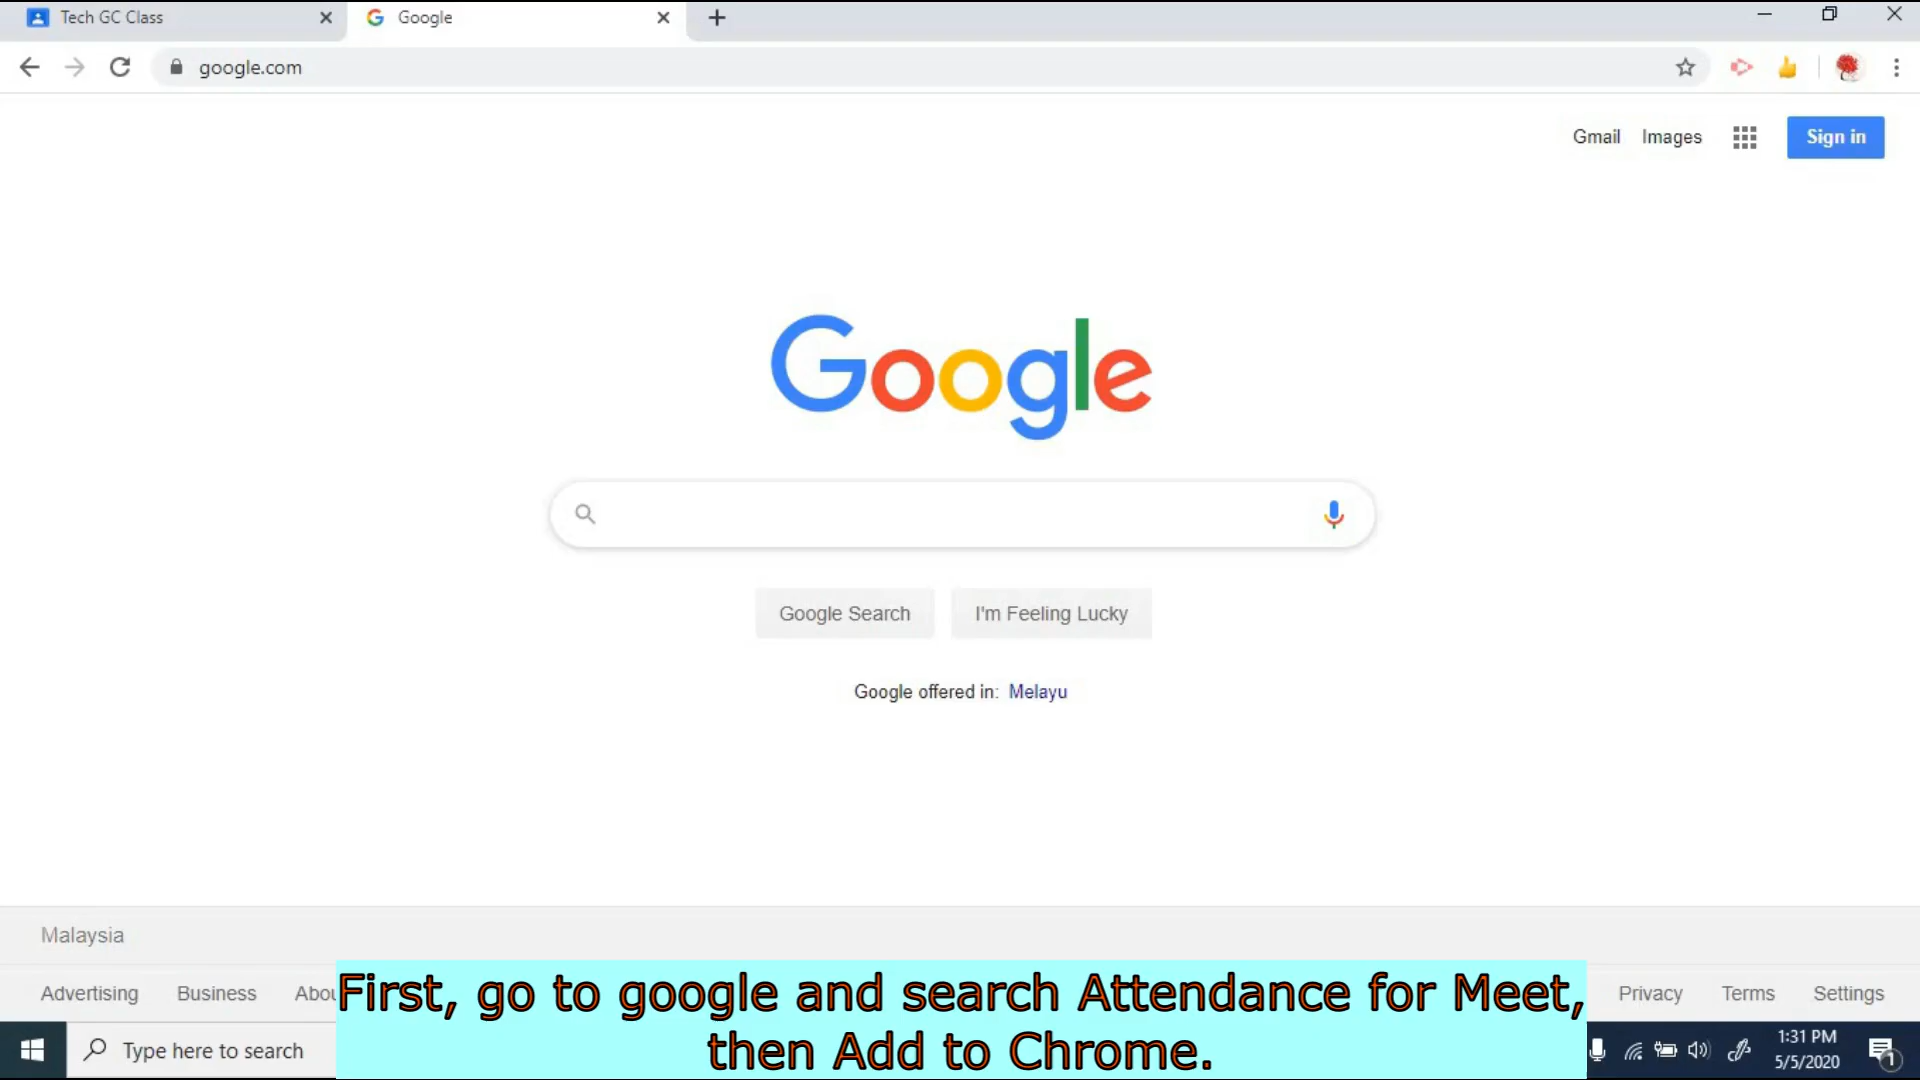 Tech GC Class
Google
google.com
Gmail Images
Sign in
Google
Google Search
I'm Feeling Lucky
Google offered in: Melayu
Malaysia
Advertising Business Abou
Privacy Terms Settings
First, go to google and search Attendance for Meet,
then Add to Chrome.
Type here to search
1:31 PM
5/5/2020
1